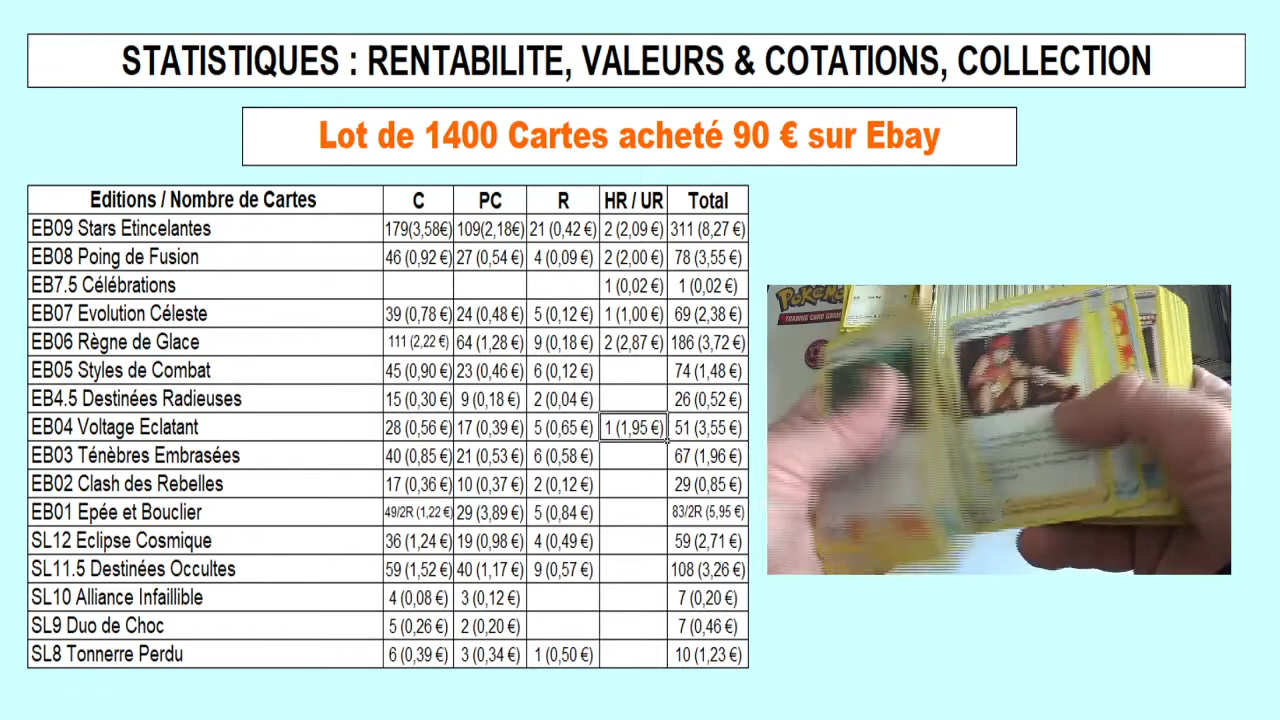 STATISTIQUES : RENTABILITE, VALEURS & COTATIONS, COLLECTION
Lot de 1400 Cartes acheté 90 € sur Ebay
Editions / Nombre de Cartes C PC R HR / UR Total
EB09 Stars Etincelantes 179(3,58€) 109(2,18€) 21 (0,42 €) 2 (2,09 €) 311 (8,27 €)
EB08 Poing de Fusion 46 (0,92 €) 27 (0,54 €) 4 (0,09 €) 2 (2,00 €) 78 (3,55 €)
EB7.5 Célébrations 1 (0,02 €) 1 (0,02 €)
EB07 Evolution Céleste 39 (0,78 €) 24 (0,48 €) 5 (0,12 €) 1 (1,00 €) 69 (2,38 €)
EB06 Règne de Glace 111 (2,22 €) 64 (1,28 €) 9 (0,18 €) 2 (2,87 €) 186 (3,72 €)
EB05 Styles de Combat 45 (0,90 €) 23 (0,46 €) 6 (0,12 €) 74 (1,48 €)
EB4.5 Destinées Radieuses 15 (0,30 €) 9 (0,18 €) 2 (0,04 €) 26 (0,52 €)
EB04 Voltage Eclatant 28 (0,56 €) 17 (0,39 €) 5 (0,65 €) 1 (1,95 €) 51 (3,55 €)
EB03 Ténèbres Embrasées 40 (0,85 €) 21 (0,53 €) 6 (0,58 €) 67 (1,96 €)
EB02 Clash des Rebelles 17 (0,36 €) 10 (0,37 €) 2 (0,12 €) 29 (0,85 €)
EB01 Epée et Bouclier 49/2R (1,22 €) 29 (3,89 €) 5 (0,84 €) 83/2R (5,95 €)
SL12 Eclipse Cosmique 36 (1,24 €) 19 (0,98 €) 4 (0,49 €) 59 (2,71 €)
SL11.5 Destinées Occultes 59 (1,52 €) 40 (1,17 €) 9 (0,57 €) 108 (3,26 €)
SL10 Alliance Infaillible 4 (0,08 €) 3 (0,12 €) 7 (0,20 €)
SL9 Duo de Choc 5 (0,26 €) 2 (0,20 €) 7 (0,46 €)
SL8 Tonnerre Perdu 6 (0,39 €) 3 (0,34 €) 1 (0,50 €) 10 (1,23 €)
POKéMON
TRADING CARD GAME